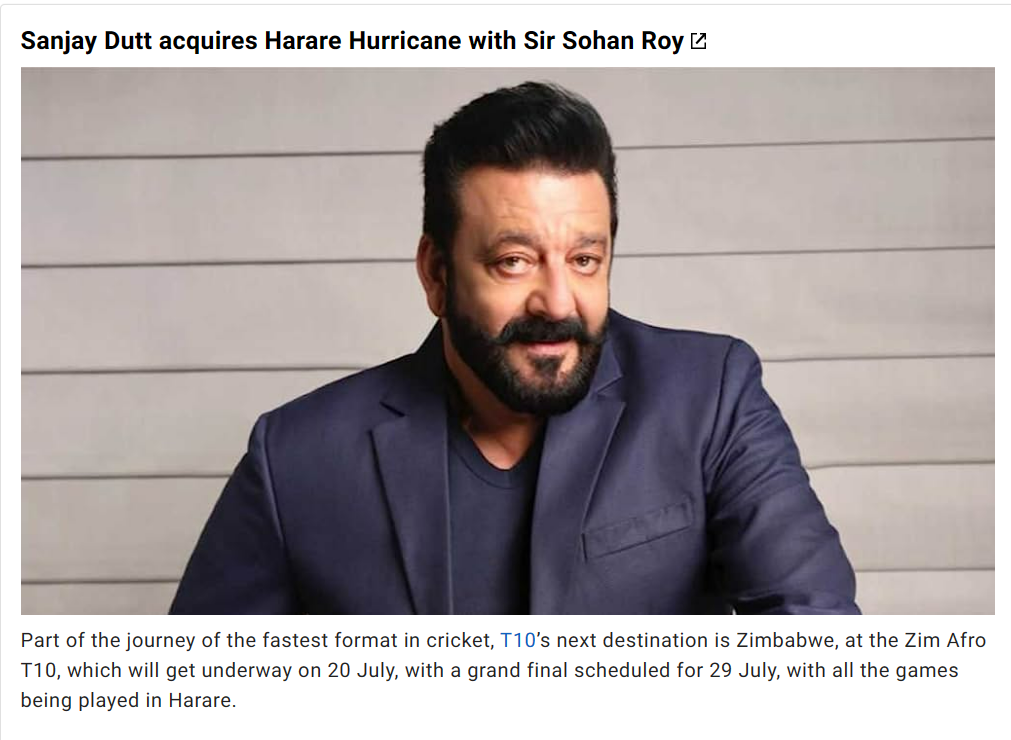 Sanjay Dutt acquires Harare Hurricane with Sir Sohan Roy
Part of the journey of the fastest format in cricket, T10’s next destination is Zimbabwe, at the Zim Afro
T10, which will get underway on 20 July, with a grand final scheduled for 29 July, with all the games
being played in Harare.